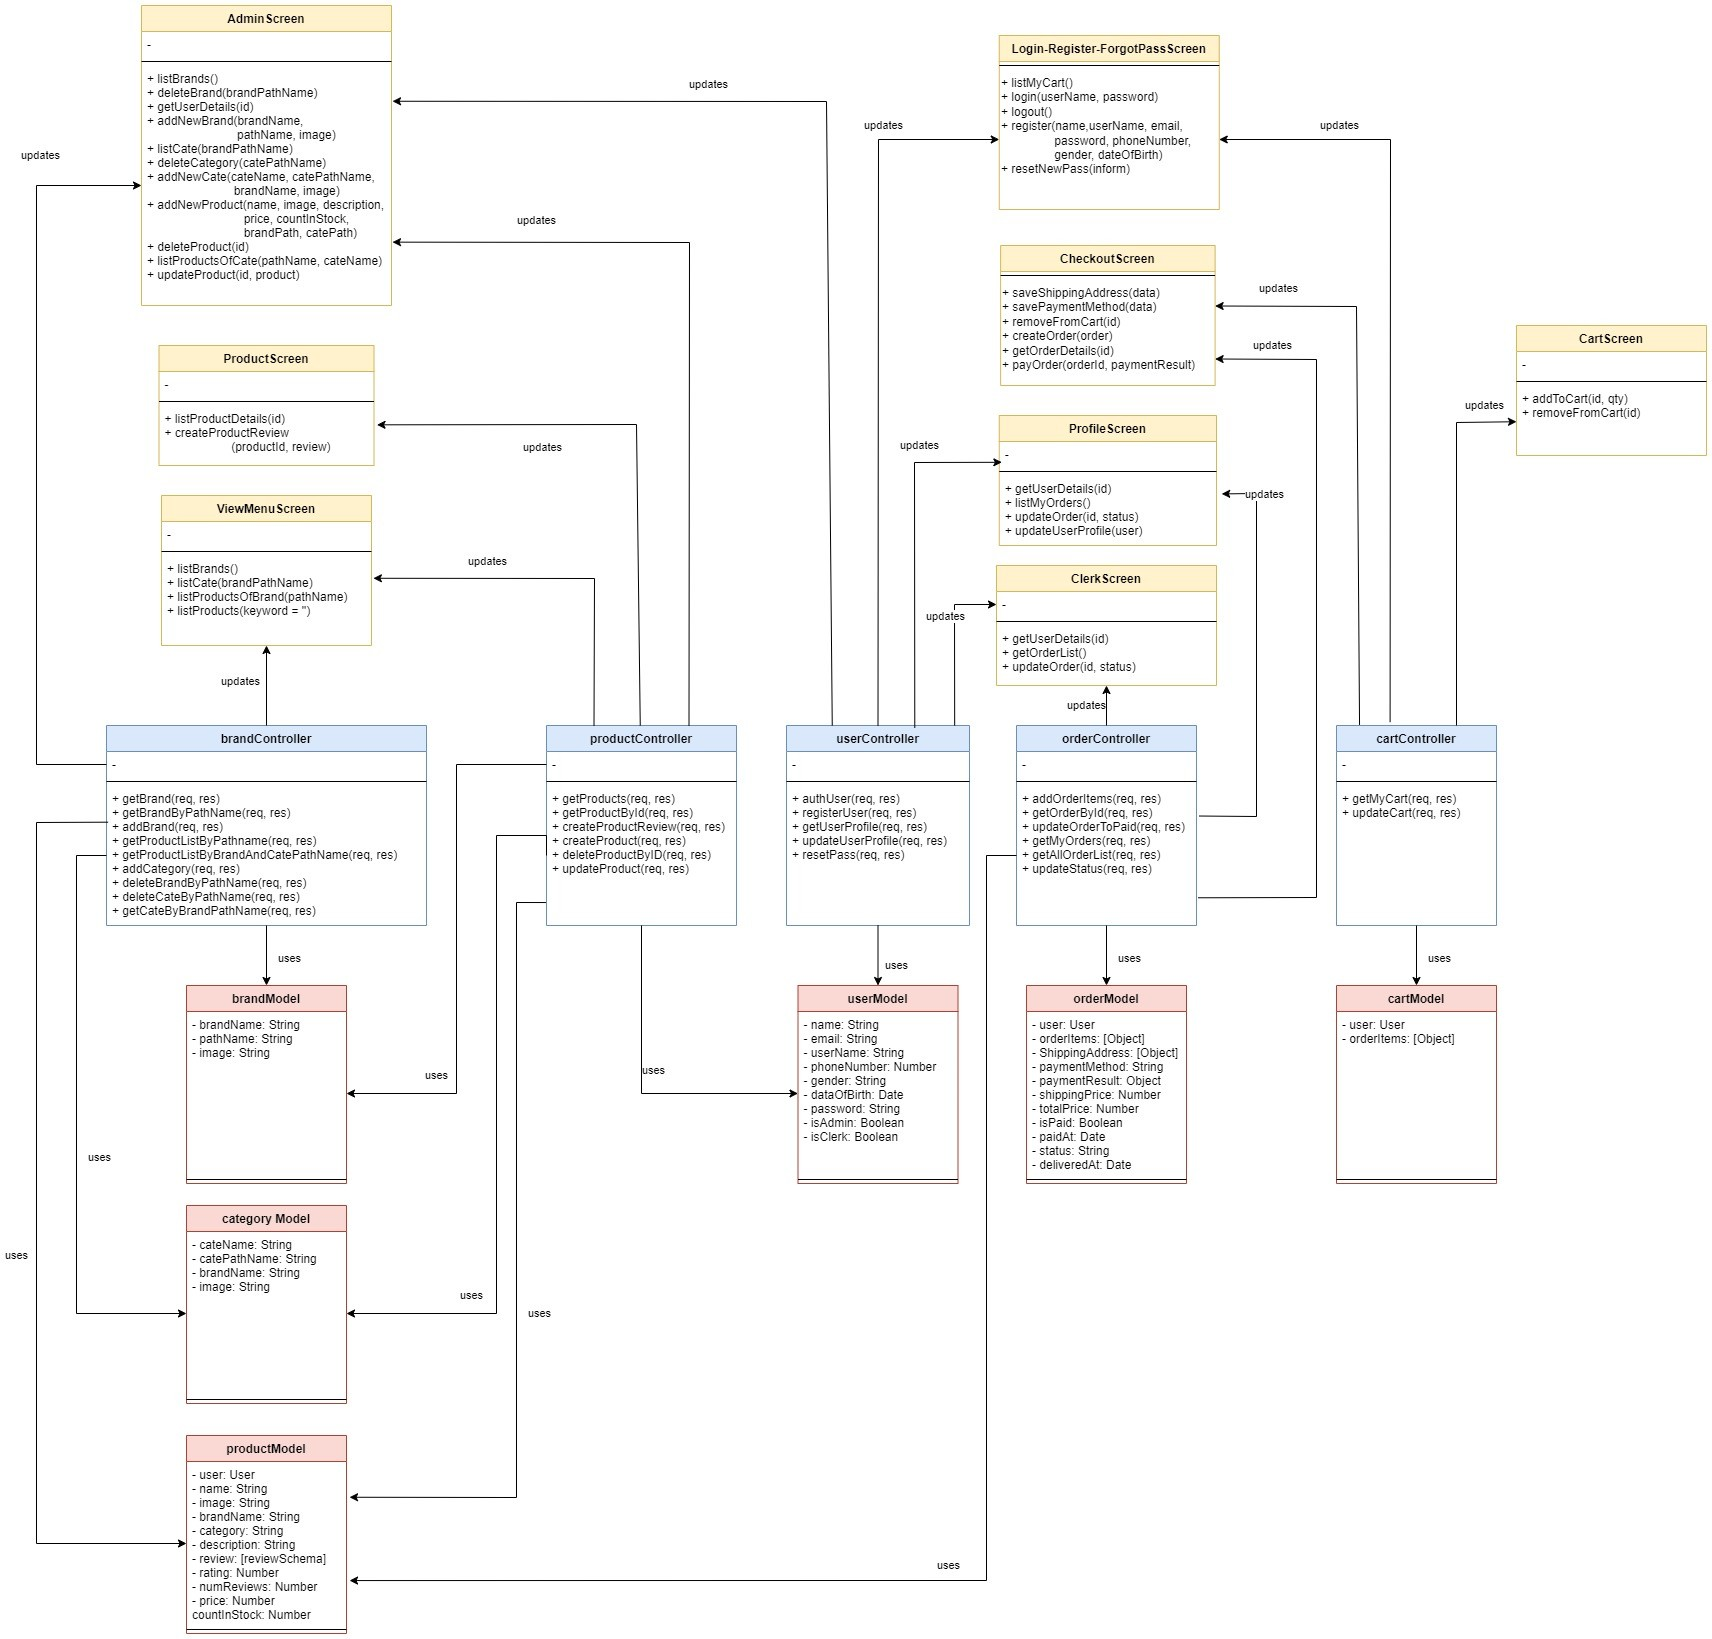 AdminScreen
-
+ listBrands()
+ deleteBrand(brandPathName)
+ getUserDetails(id)
+ addNewBrand(brandName,
pathName, image)
+ listCate(brandPathName)
+ deleteCategory(catePathName)
+ addNewCate(cateName, catePathName,
brandName, image)
+ addNewProduct(name, image, description,
price, countInStock,
brandPath, catePath)
+ deleteProduct(id)
+ listProductsOfCate(pathName, cateName)
+ updateProduct(id, product)
updates
updates
updates
Login-Register-ForgotPassScreen
+ listMyCart()
+ login(userName, password)
+ logout()
+ register(name,userName, email,
password, phoneNumber,
gender, dateOfBirth)
+ resetNewPass(inform)
updates
updates
CheckoutScreen
+ saveShippingAddress(data)
+ savePaymentMethod(data)
+ removeFromCart(id)
+ createOrder(order)
+ getOrderDetails(id)
+ payOrder(orderId, paymentResult)
updates
updates
CartScreen
-
+ addToCart(id, qty)
+ removeFromCart(id)
updates
ProductScreen
-
+ listProductDetails(id)
+ createProductReview
(productId, review)
updates
ProfileScreen
-
+ getUserDetails(id)
+ listMyOrders()
+ updateOrder(id, status)
+ updateUserProfile(user)
updates
updates
ViewMenuScreen
-
+ listBrands()
+ listCate(brandPathName)
+ listProductsOfBrand(pathName)
+ listProducts(keyword = '')
updates
updates
ClerkScreen
-
+ getUserDetails(id)
+ getOrderList()
+ updateOrder(id, status)
updates
updates
brandController
-
+ getBrand(req, res)
+ getBrandByPathName(req, res)
+ addBrand(req, res)
+ getProductListByPathname(req, res)
+ getProductListByBrandAndCatePathName(req, res)
+ addCategory(req, res)
+ deleteBrandByPathName(req, res)
+ deleteCateByPathName(req, res)
+ getCateByBrandPathName(req, res)
productController
-
+ getProducts(req, res)
+ getProductById(req, res)
+ createProductReview(req, res)
+ createProduct(req, res)
+ deleteProductByID(req, res)
+ updateProduct(req, res)
userController
-
+ authUser(req, res)
+ registerUser(req, res)
+ getUserProfile(req, res)
+ updateUserProfile(req, res)
+ resetPass(req, res)
orderController
-
+ addOrderItems(req, res)
+ getOrderById(req, res)
+ updateOrderToPaid(req, res)
+ getMyOrders(req, res)
+ getAllOrderList(req, res)
+ updateStatus(req, res)
cartController
-
+ getMyCart(req, res)
+ updateCart(req, res)
uses
uses
uses
uses
brandModel
- brandName: String
- pathName: String
- image: String
uses
uses
userModel
- name: String
- email: String
- userName: String
- phoneNumber: Number
- gender: String
- dataOfBirth: Date
- password: String
- isAdmin: Boolean
- isClerk: Boolean
orderModel
- user: User
- orderItems: [Object]
- ShippingAddress: [Object]
- paymentMethod: String
- paymentResult: Object
- shippingPrice: Number
- totalPrice: Number
- isPaid: Boolean
- paidAt: Date
- status: String
- deliveredAt: Date
cartModel
- user: User
- orderItems: [Object]
uses
uses
category Model
- cateName: String
- catePathName: String
- brandName: String
- image: String
uses
uses
productModel
- user: User
- name: String
- image: String
- brandName: String
- category: String
- description: String
- review: [reviewSchema]
- rating: Number
- numReviews: Number
- price: Number
countInStock: Number
uses